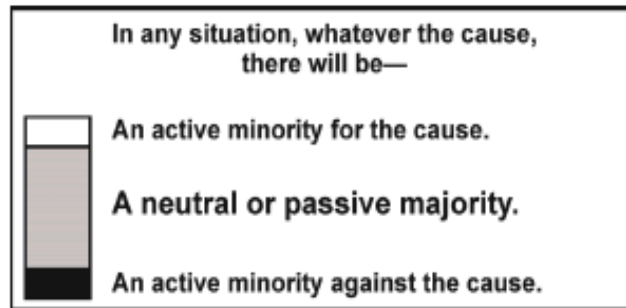 In any situation, whatever the cause,
there will be—
An active minority for the cause.
A neutral or passive majority.
An active minority against the cause.